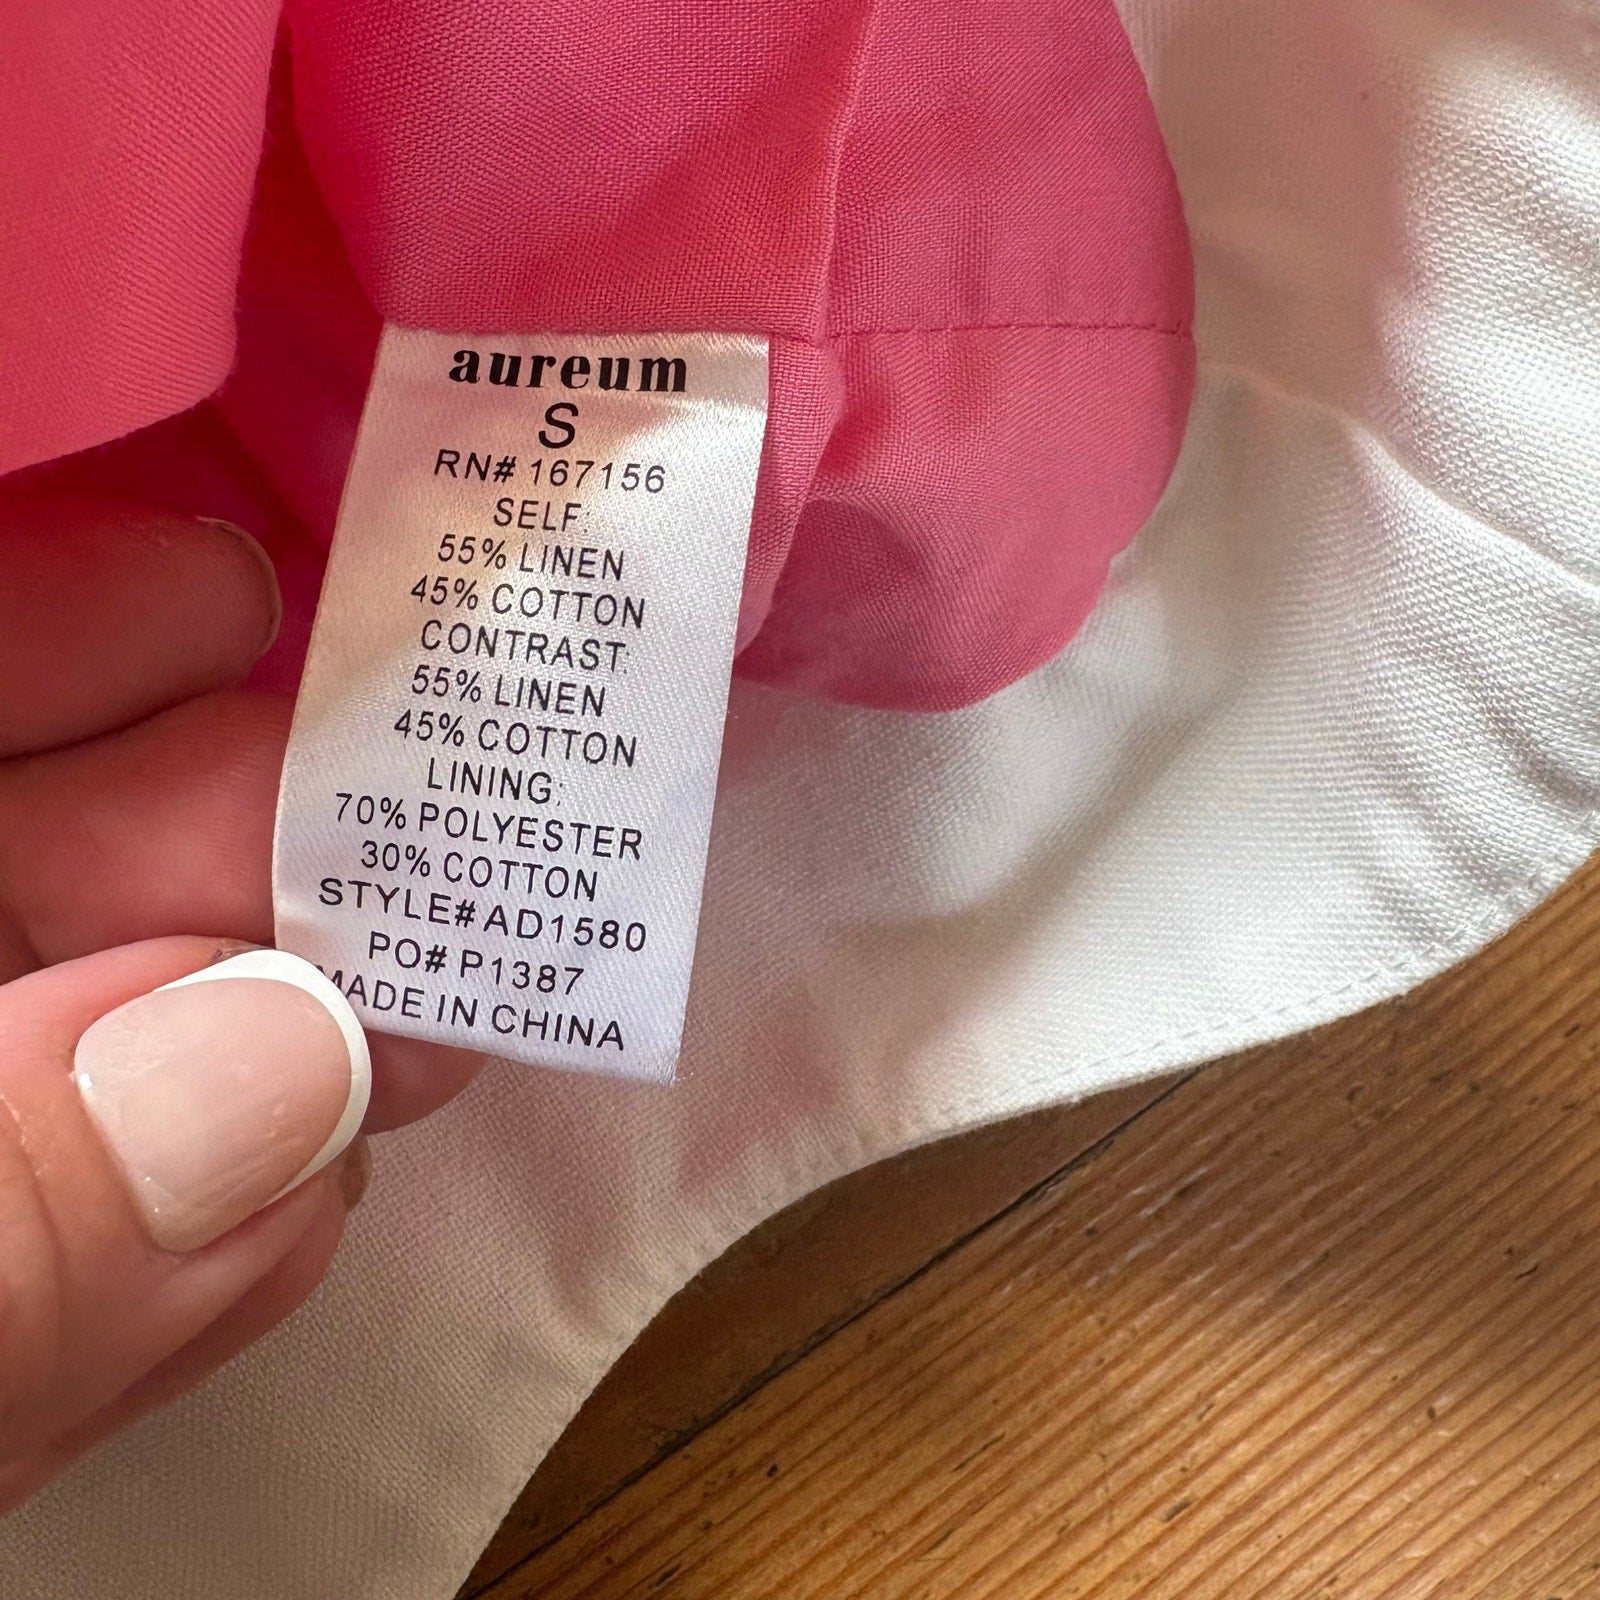 aureum
S
RN# 167156
SELF:
55% LINEN
45% COTTON
CONTRAST:
55% LINEN
45% COTTON
LINING:
70% POLYESTER
30% COTTON
STYLE# AD1580
PO# P1387
MADE IN CHINA